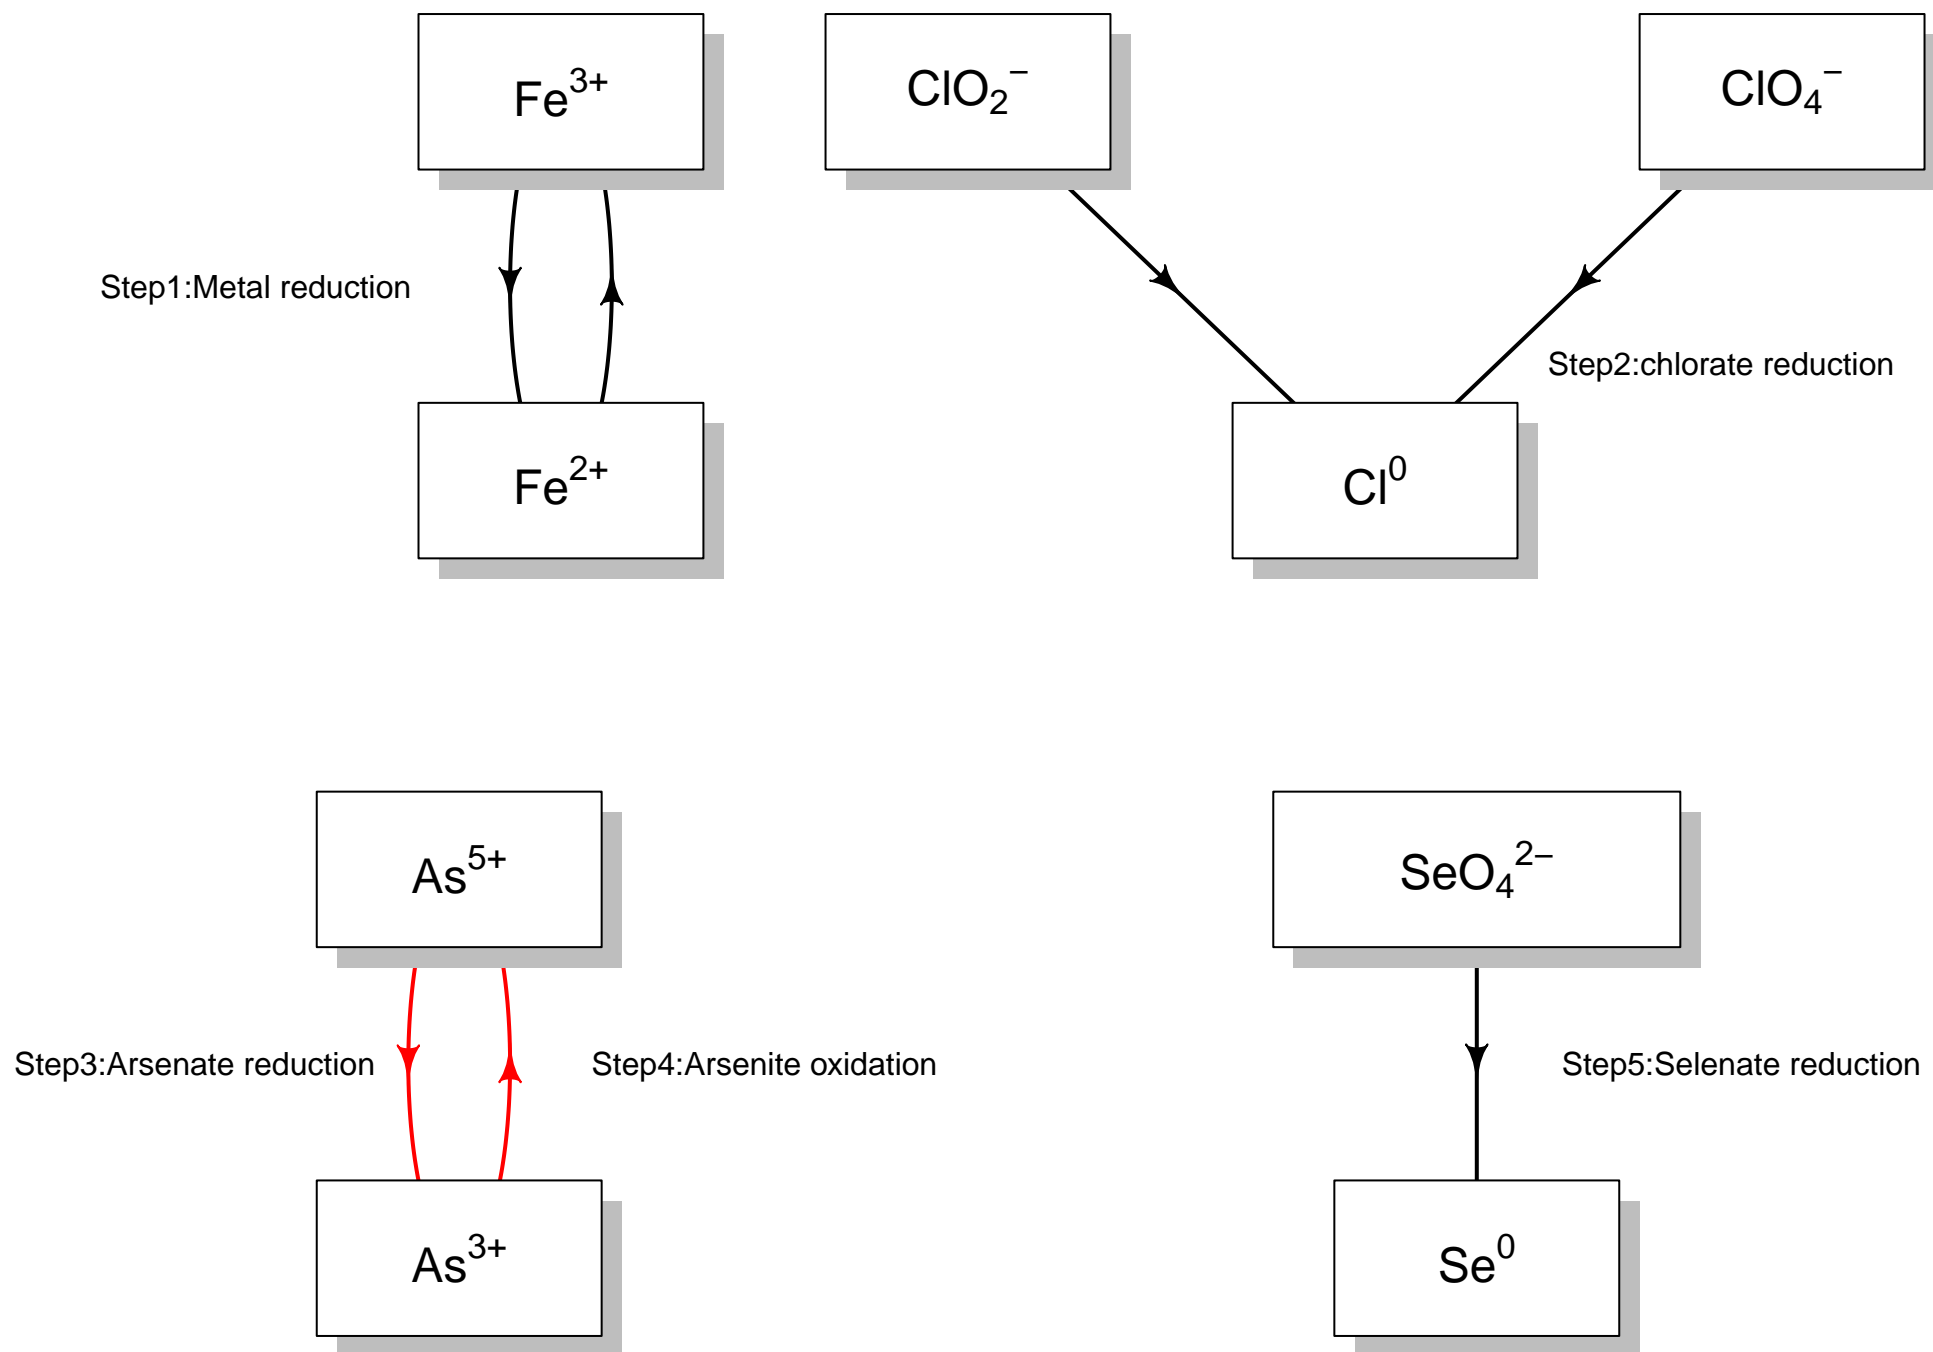 Fe³⁺
ClO₂⁻
ClO₄⁻
Step1:Metal reduction
Step2:chlorate reduction
Fe²⁺
Cl⁰
As⁵⁺
SeO₄²⁻
Step3:Arsenate reduction
Step4:Arsenite oxidation
Step5:Selenate reduction
As³⁺
Se⁰